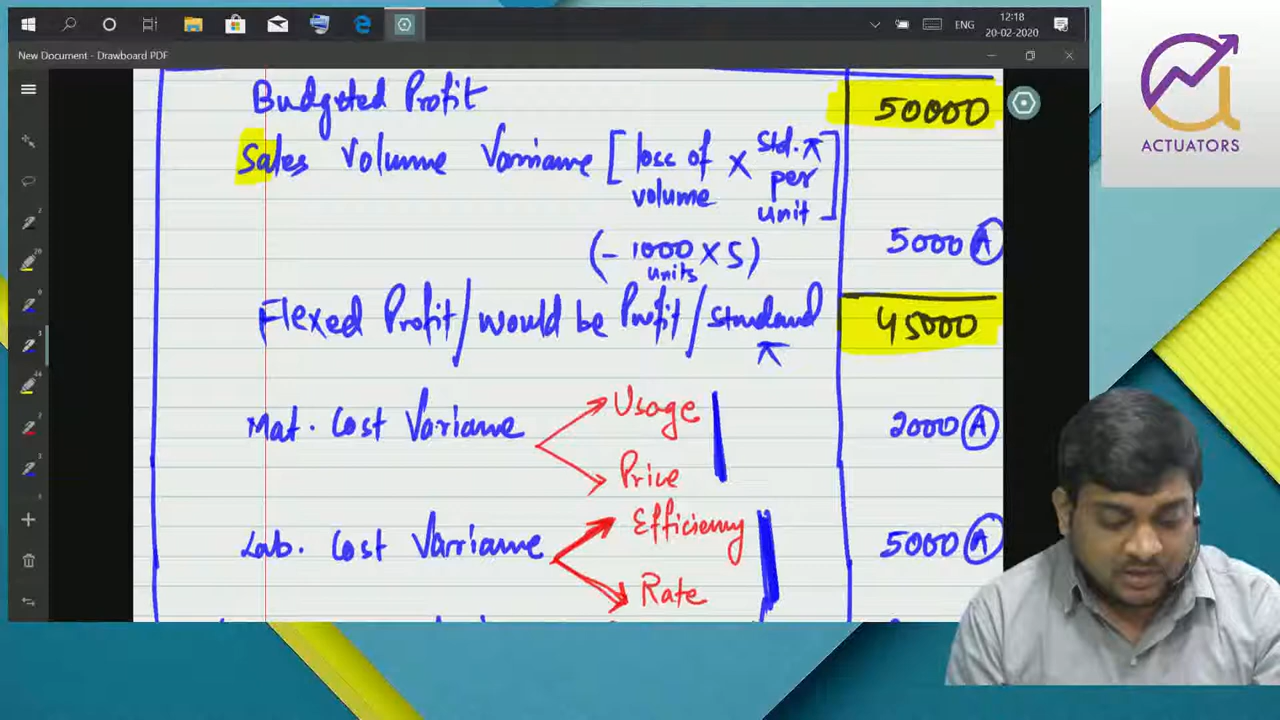 ENG
12:18
20-02-2020
New Document - Drawboard PDF
ACTUATORS
Budgeted Profit 50000
Sales Volume Variance [loss of volume × Std. π per unit]
(- 1000 units × 5) 5000 A
Flexed Profit/would be Profit/standard π 45000
Mat. Cost Variance Usage 2000 A
Price
Lab. Cost Variance Efficiency 5000 A
Rate